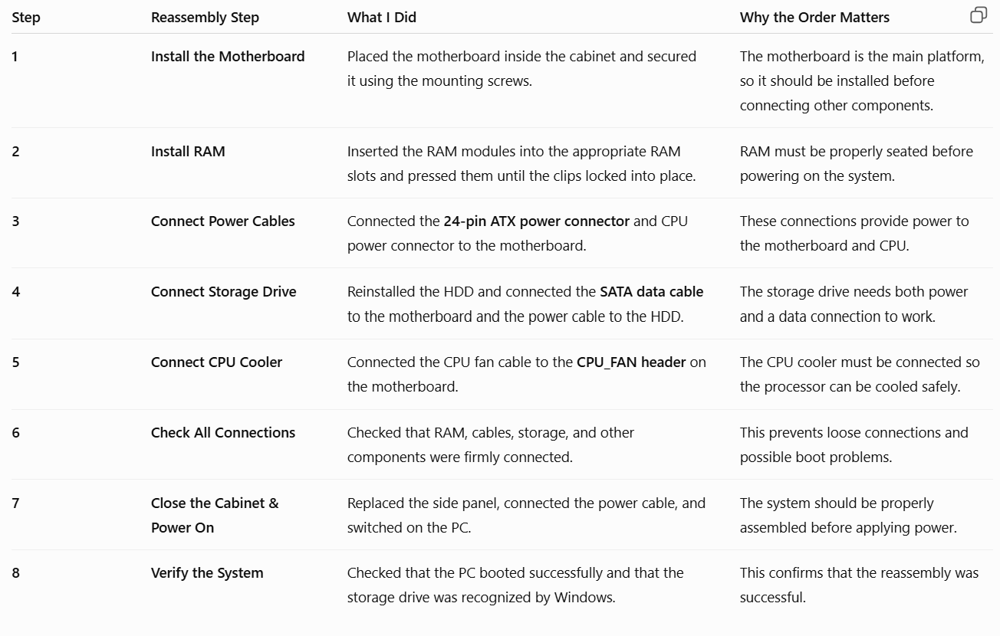 Step Reassembly Step What I Did Why the Order Matters
1 Install the Motherboard Placed the motherboard inside the cabinet and secured The motherboard is the main platform,
it using the mounting screws. so it should be installed before
connecting other components.
2 Install RAM Inserted the RAM modules into the appropriate RAM RAM must be properly seated before
slots and pressed them until the clips locked into place. powering on the system.
3 Connect Power Cables Connected the 24-pin ATX power connector and CPU These connections provide power to
power connector to the motherboard. the motherboard and CPU.
4 Connect Storage Drive Reinstalled the HDD and connected the SATA data cable The storage drive needs both power
to the motherboard and the power cable to the HDD. and a data connection to work.
5 Connect CPU Cooler Connected the CPU fan cable to the CPU_FAN header on The CPU cooler must be connected so
the motherboard. the processor can be cooled safely.
6 Check All Connections Checked that RAM, cables, storage, and other This prevents loose connections and
components were firmly connected. possible boot problems.
7 Close the Cabinet & Replaced the side panel, connected the power cable, and The system should be properly
Power On switched on the PC. assembled before applying power.
8 Verify the System Checked that the PC booted successfully and that the This confirms that the reassembly was
storage drive was recognized by Windows. successful.